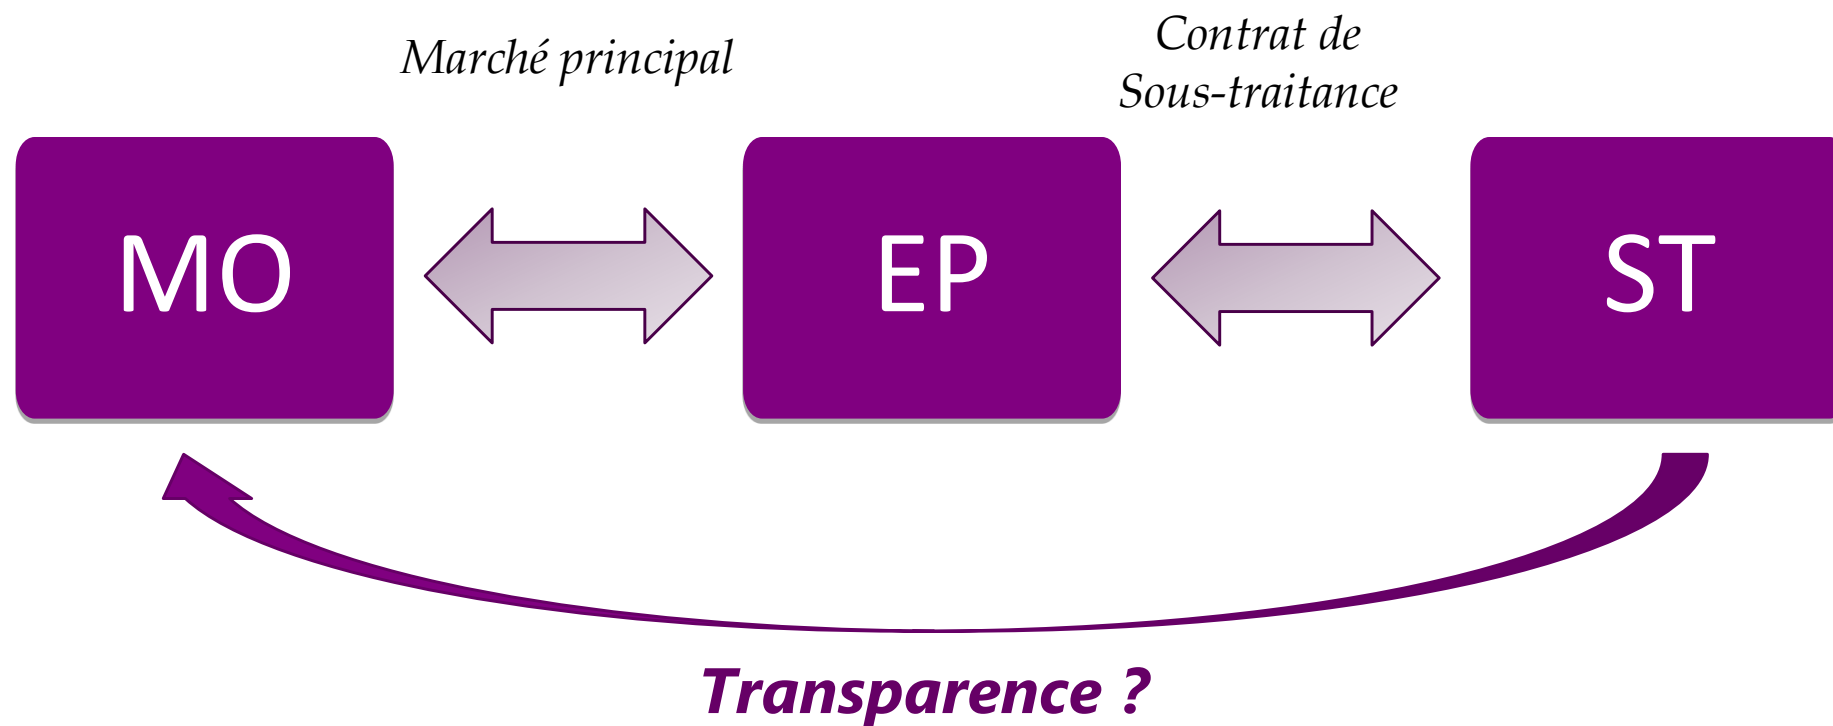 Marché principal
Contrat de
Sous-traitance
MO
EP
ST
Transparence ?